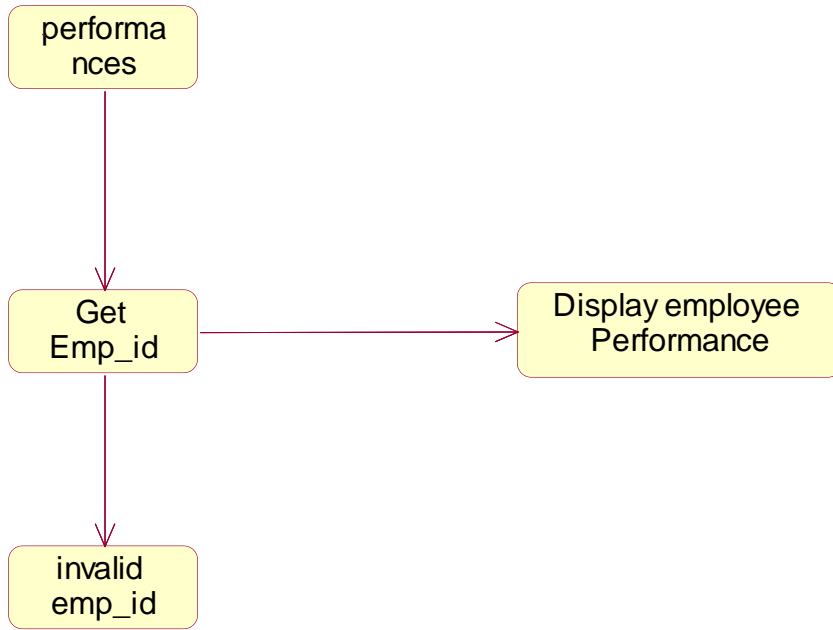 performa
nces
Get
Emp_id
Display employee
Performance
invalid
emp_id